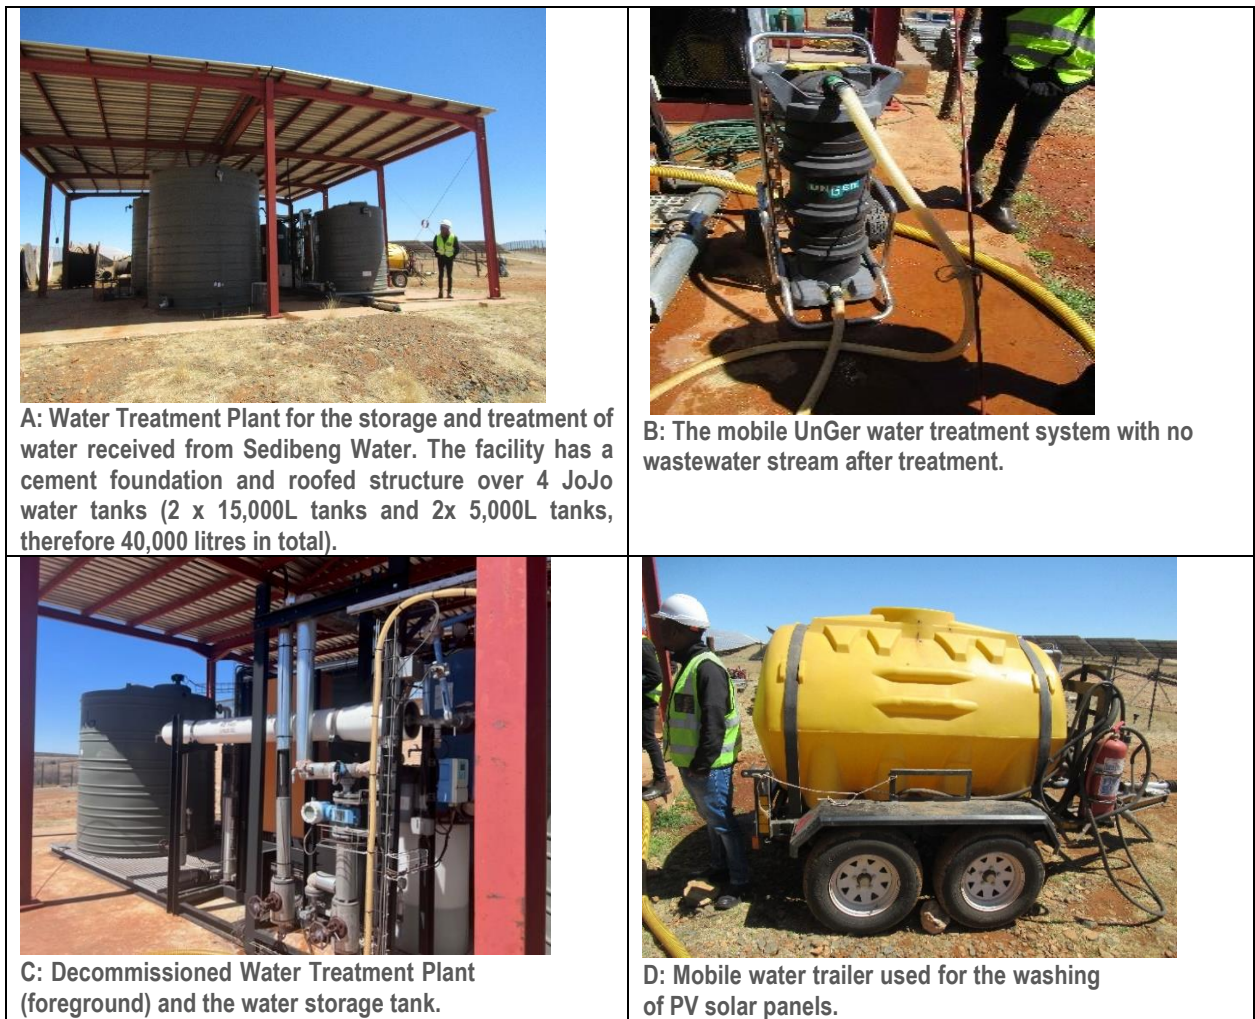 A: Water Treatment Plant for the storage and treatment of
water received from Sedibeng Water. The facility has a
cement foundation and roofed structure over 4 JoJo
water tanks (2 x 15,000L tanks and 2x 5,000L tanks,
therefore 40,000 litres in total).
UNGER
B: The mobile UnGer water treatment system with no
wastewater stream after treatment.
C: Decommissioned Water Treatment Plant
(foreground) and the water storage tank.
D: Mobile water trailer used for the washing
of PV solar panels.